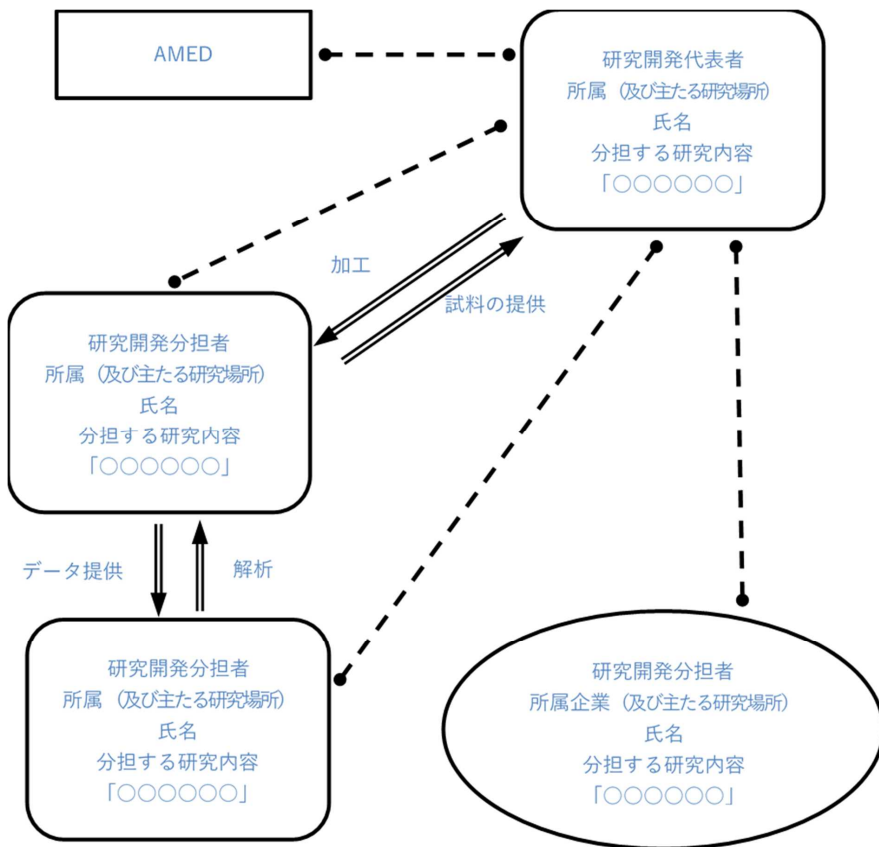 AMED
研究開発代表者
所属（及び主たる研究場所）
氏名
分担する研究内容
「○○○○○○」
加工
試料の提供
研究開発分担者
所属（及び主たる研究場所）
氏名
分担する研究内容
「○○○○○○」
データ提供
解析
研究開発分担者
所属（及び主たる研究場所）
氏名
分担する研究内容
「○○○○○○」
研究開発分担者
所属企業（及び主たる研究場所）
氏名
分担する研究内容
「○○○○○○」